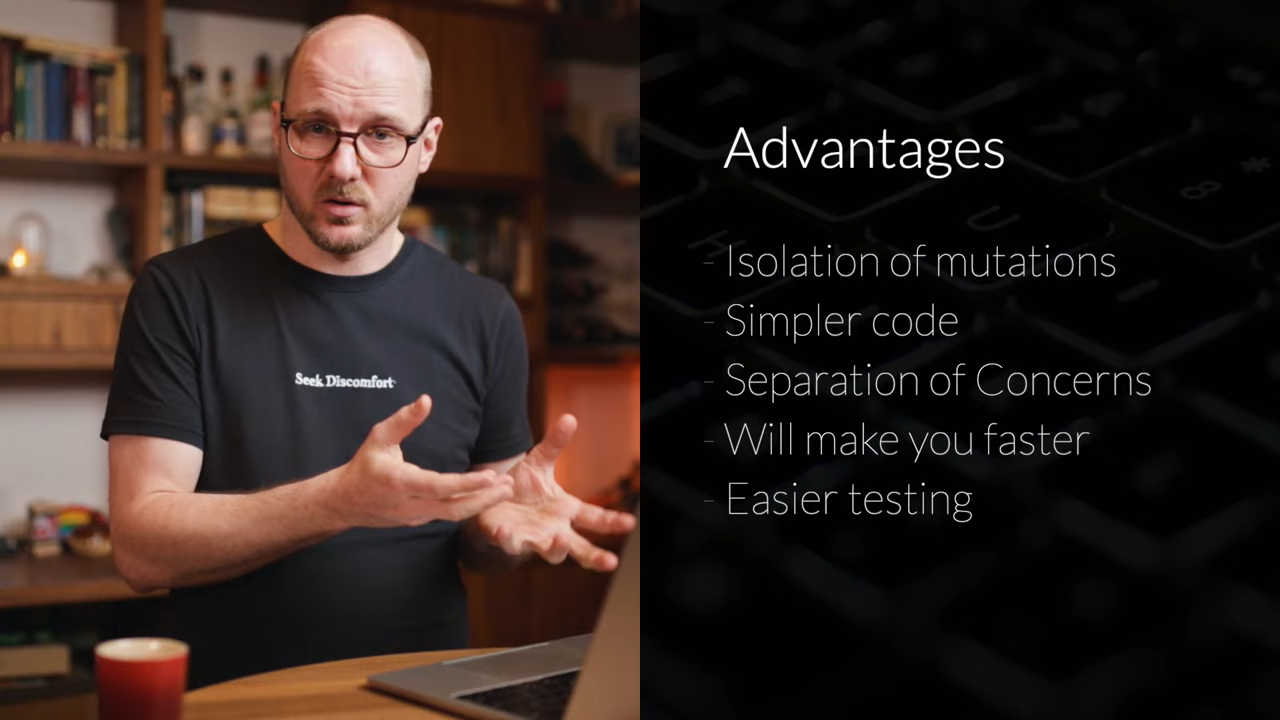 Seek Discomfort
Advantages
- Isolation of mutations
- Simpler code
- Separation of Concerns
- Will make you faster
- Easier testing